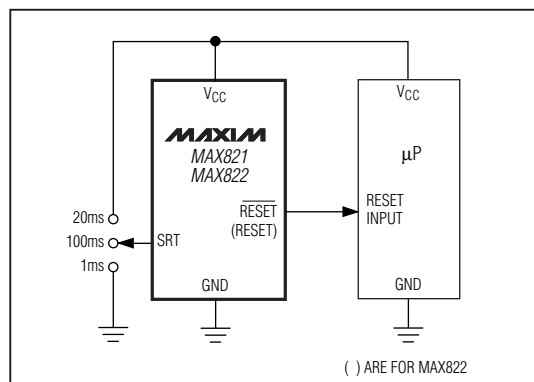 VCC
MAXIM
MAX821
MAX822
RESET
(RESET)
SRT
GND
20ms
100ms
1ms
VCC
μP
RESET
INPUT
GND
( ) ARE FOR MAX822